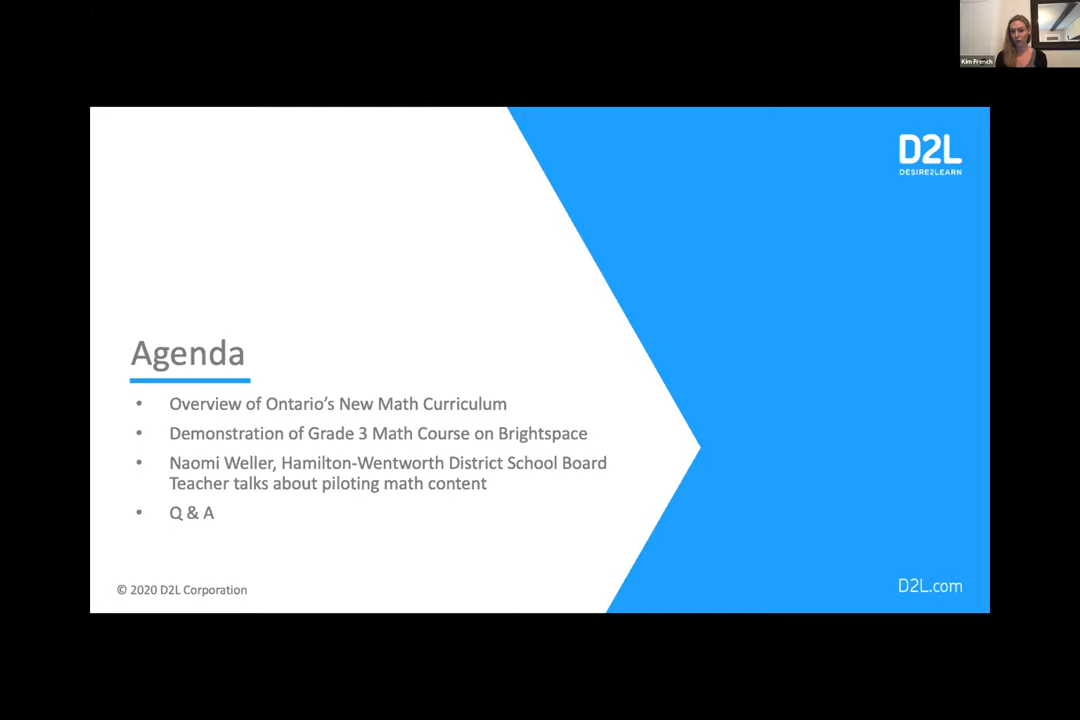 Kim French
D2L
DESIRE2LEARN
Agenda
• Overview of Ontario's New Math Curriculum
• Demonstration of Grade 3 Math Course on Brightspace
• Naomi Weller, Hamilton-Wentworth District School Board
Teacher talks about piloting math content
• Q & A
© 2020 D2L Corporation
D2L.com